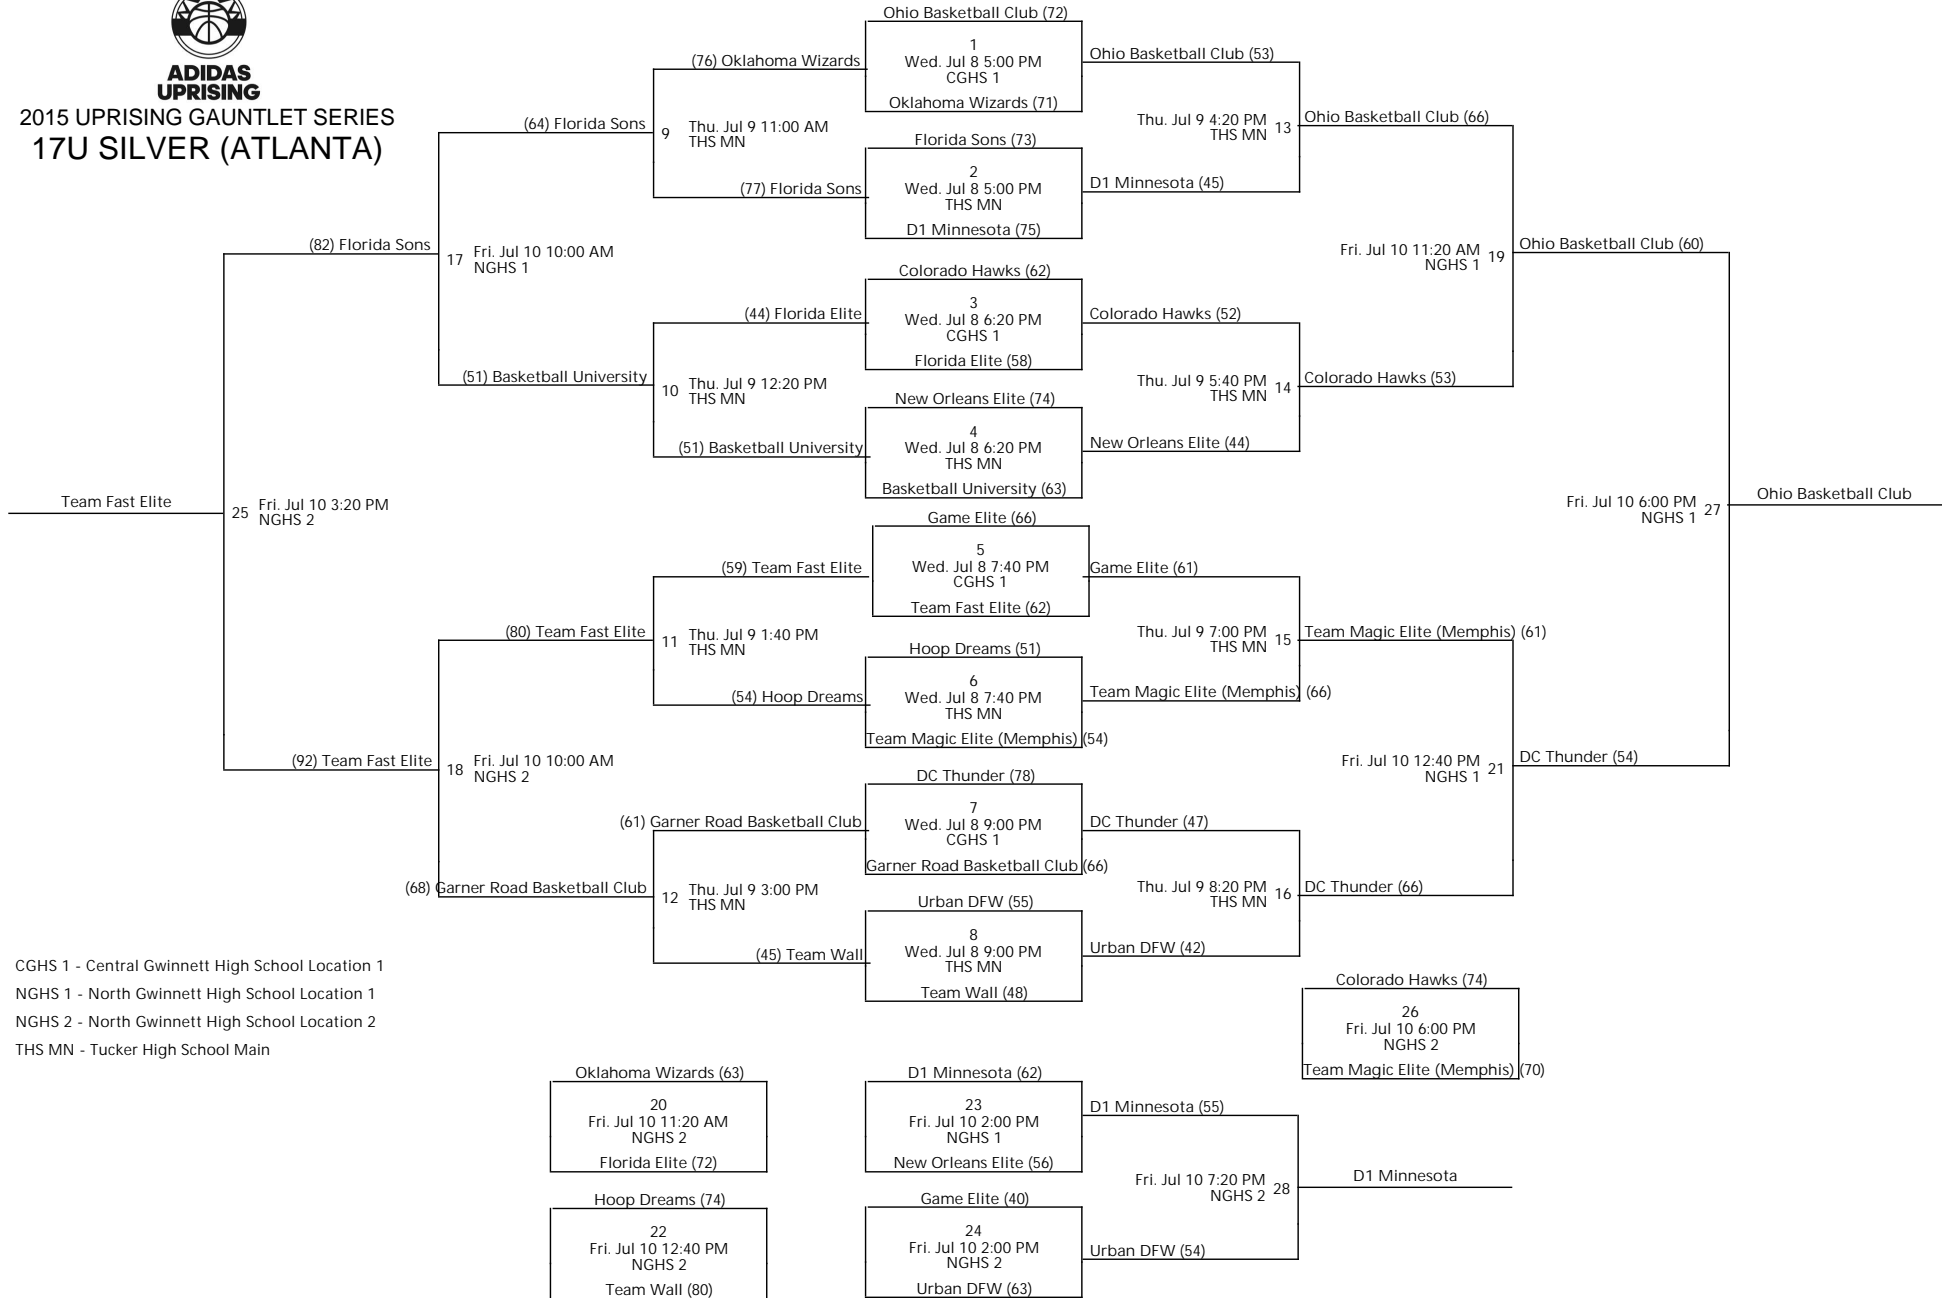 ADIDAS
UPRISING
2015 UPRISING GAUNTLET SERIES
17U SILVER (ATLANTA)
Team Fast Elite
(82) Florida Sons
25 Fri. Jul 10 3:20 PM
NGHS 2
(92) Team Fast Elite
(64) Florida Sons
17 Fri. Jul 10 10:00 AM
NGHS 1
(51) Basketball University
(80) Team Fast Elite
18 Fri. Jul 10 10:00 AM
NGHS 2
(68) Garner Road Basketball Club
(76) Oklahoma Wizards
9 Thu. Jul 9 11:00 AM
THS MN
(77) Florida Sons
(44) Florida Elite
10 Thu. Jul 9 12:20 PM
THS MN
(51) Basketball University
(59) Team Fast Elite
11 Thu. Jul 9 1:40 PM
THS MN
(54) Hoop Dreams
(61) Garner Road Basketball Club
12 Thu. Jul 9 3:00 PM
THS MN
(45) Team Wall
Ohio Basketball Club (72)
1
Wed. Jul 8 5:00 PM
CGHS 1
Oklahoma Wizards (71)
Florida Sons (73)
2
Wed. Jul 8 5:00 PM
THS MN
D1 Minnesota (75)
Colorado Hawks (62)
3
Wed. Jul 8 6:20 PM
CGHS 1
Florida Elite (58)
New Orleans Elite (74)
4
Wed. Jul 8 6:20 PM
THS MN
Basketball University (63)
Game Elite (66)
5
Wed. Jul 8 7:40 PM
CGHS 1
Team Fast Elite (62)
Hoop Dreams (51)
6
Wed. Jul 8 7:40 PM
THS MN
Team Magic Elite (Memphis) (54)
DC Thunder (78)
7
Wed. Jul 8 9:00 PM
CGHS 1
Garner Road Basketball Club (66)
Urban DFW (55)
8
Wed. Jul 8 9:00 PM
THS MN
Team Wall (48)
Ohio Basketball Club (53)
Thu. Jul 9 4:20 PM 13
THS MN
D1 Minnesota (45)
Colorado Hawks (52)
Thu. Jul 9 5:40 PM 14
THS MN
New Orleans Elite (44)
Game Elite (61)
Thu. Jul 9 7:00 PM 15
THS MN
Team Magic Elite (Memphis) (66)
DC Thunder (47)
Thu. Jul 9 8:20 PM 16
THS MN
Urban DFW (42)
Ohio Basketball Club (66)
Fri. Jul 10 11:20 AM 19
NGHS 1
Colorado Hawks (53)
Team Magic Elite (Memphis) (61)
Fri. Jul 10 12:40 PM 21
NGHS 1
DC Thunder (66)
Ohio Basketball Club (60)
Fri. Jul 10 6:00 PM 27
NGHS 1
DC Thunder (54)
Ohio Basketball Club
CGHS 1 - Central Gwinnett High School Location 1
NGHS 1 - North Gwinnett High School Location 1
NGHS 2 - North Gwinnett High School Location 2
THS MN - Tucker High School Main
Colorado Hawks (74)
26
Fri. Jul 10 6:00 PM
NGHS 2
Team Magic Elite (Memphis) (70)
Oklahoma Wizards (63)
20
Fri. Jul 10 11:20 AM
NGHS 2
Florida Elite (72)
Hoop Dreams (74)
22
Fri. Jul 10 12:40 PM
NGHS 2
Team Wall (80)
D1 Minnesota (62)
23
Fri. Jul 10 2:00 PM
NGHS 1
New Orleans Elite (56)
Game Elite (40)
24
Fri. Jul 10 2:00 PM
NGHS 2
Urban DFW (63)
D1 Minnesota (55)
Fri. Jul 10 7:20 PM 28
NGHS 2
Urban DFW (54)
D1 Minnesota